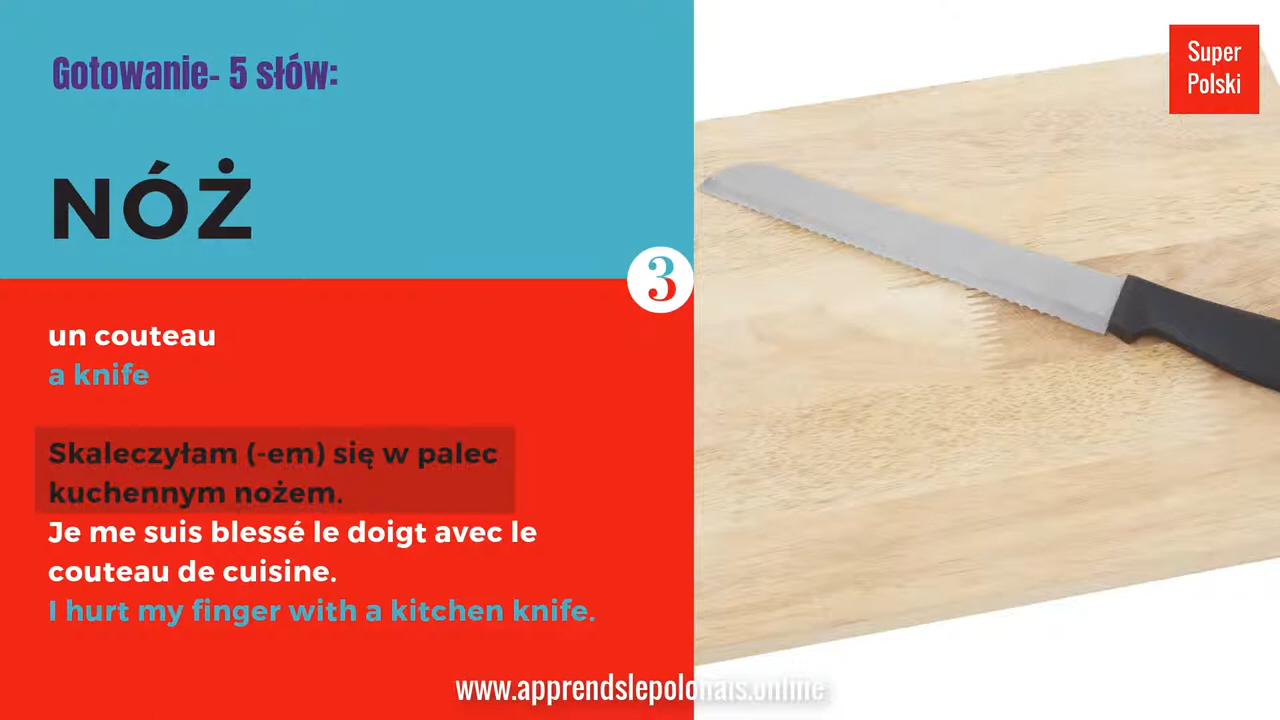 Gotowanie- 5 słów:
Super
Polski
NÓŻ
3
un couteau
a knife
Skaleczyłam (-em) się w palec
kuchennym nożem.
Je me suis blessé le doigt avec le
couteau de cuisine.
I hurt my finger with a kitchen knife.
www.apprendslepolonais.online